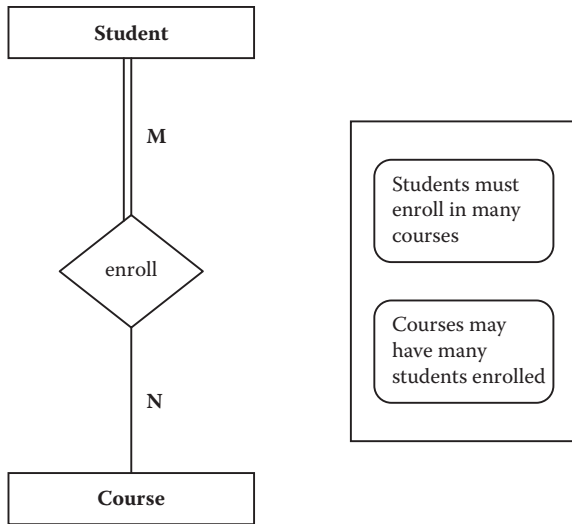 Student
M
enroll
N
Course
Students must
enroll in many
courses
Courses may
have many
students enrolled